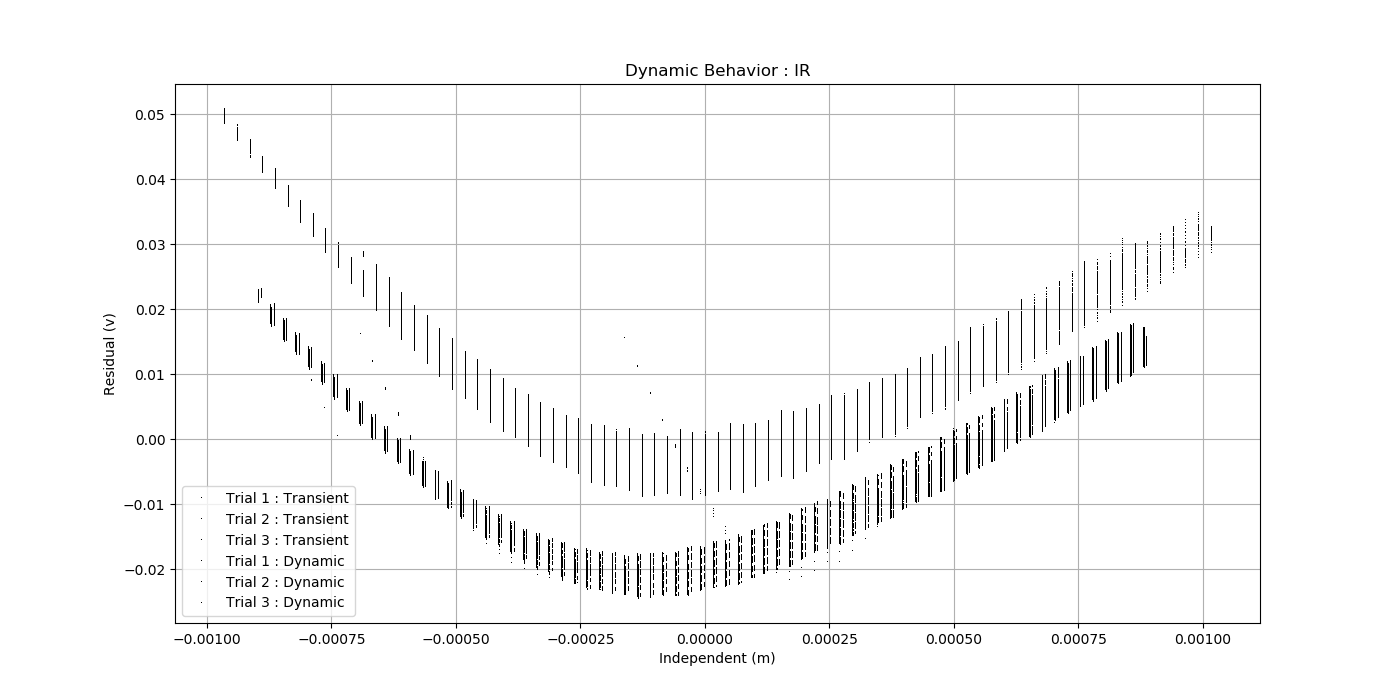 Dynamic Behavior : IR
0.05
0.04
0.03
0.02
0.01
0.00
−0.01
−0.02
Residual (v)
Trial 1 : Transient
Trial 2 : Transient
Trial 3 : Transient
Trial 1 : Dynamic
Trial 2 : Dynamic
Trial 3 : Dynamic
−0.00100 −0.00075 −0.00050 −0.00025 0.00000 0.00025 0.00050 0.00075 0.00100
Independent (m)